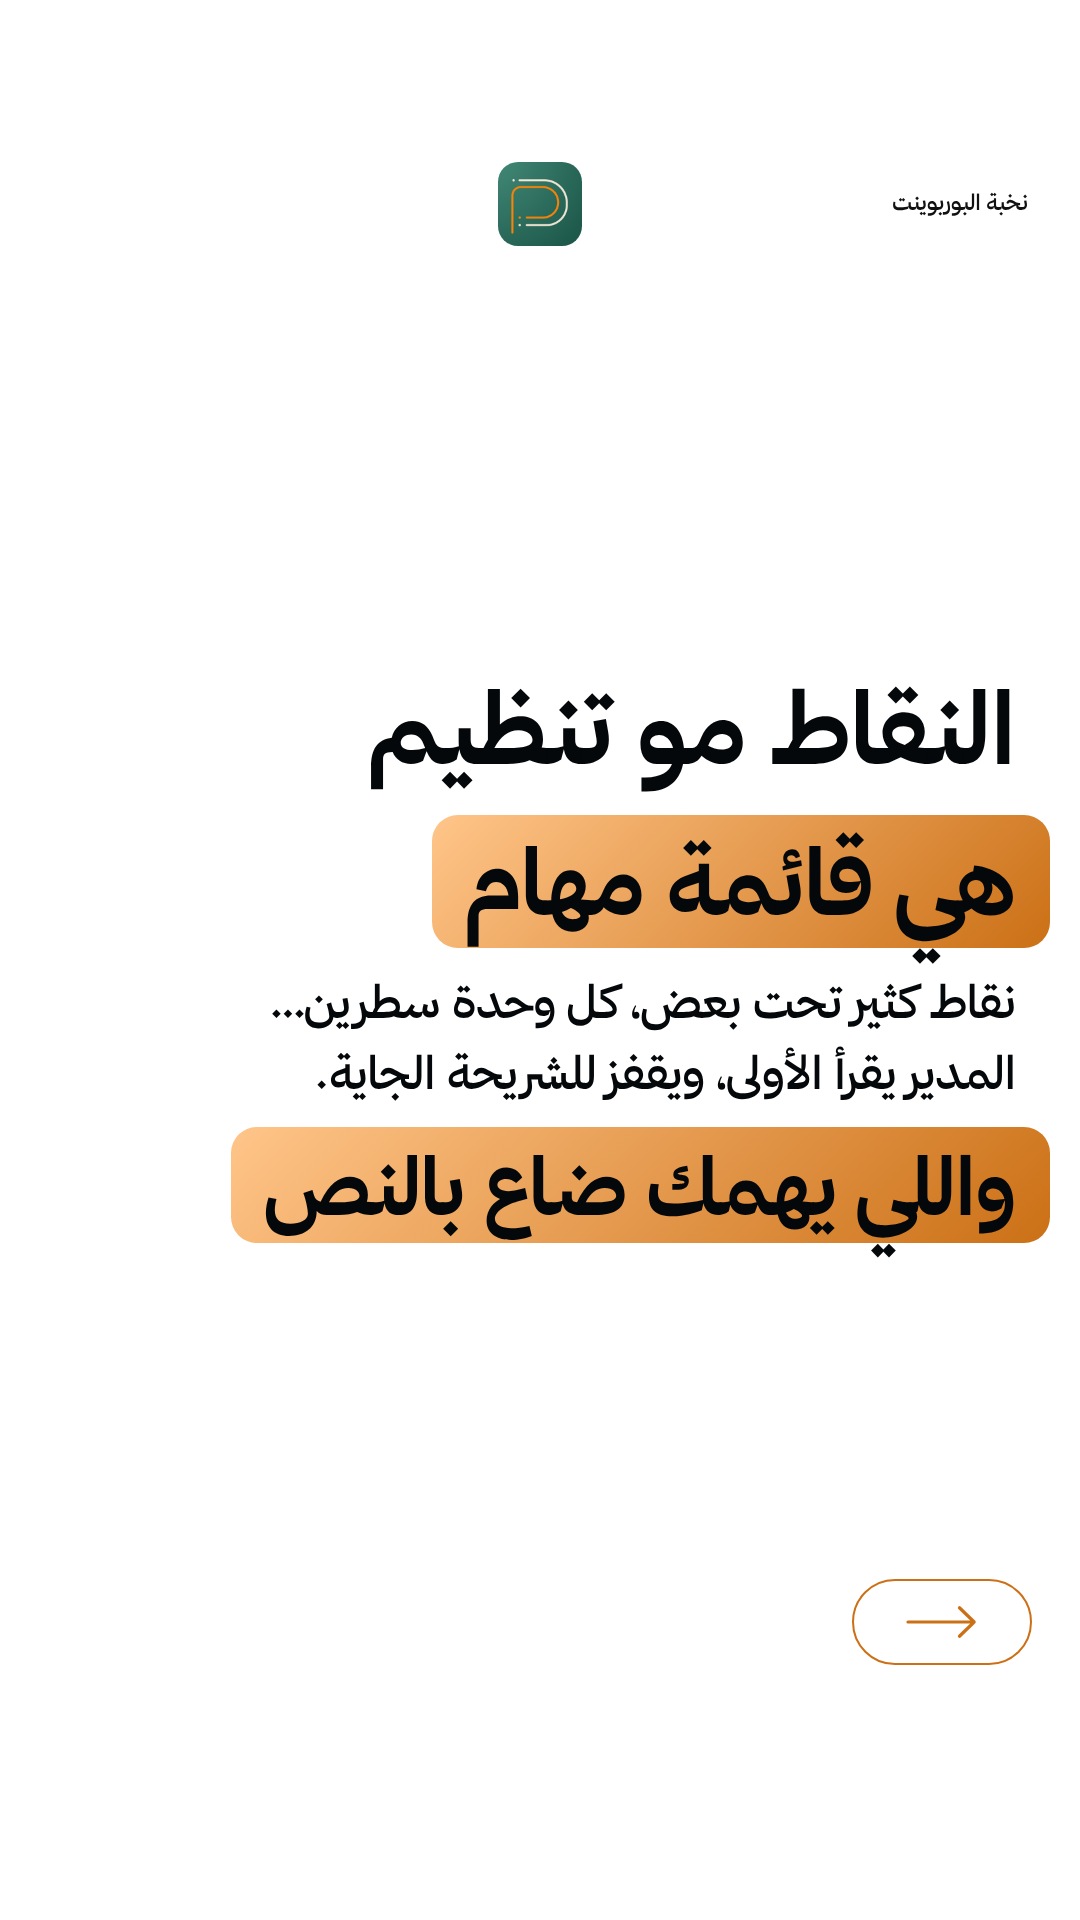 نخبة البوربوينت
النقاط مو تنظيم
هي قائمة مهام
نقاط كثير تحت بعض، كل وحدة سطرين...
المدير يقرأ الأولى، ويقفز للشريحة الجاية.
واللي يهمك ضاع بالنص